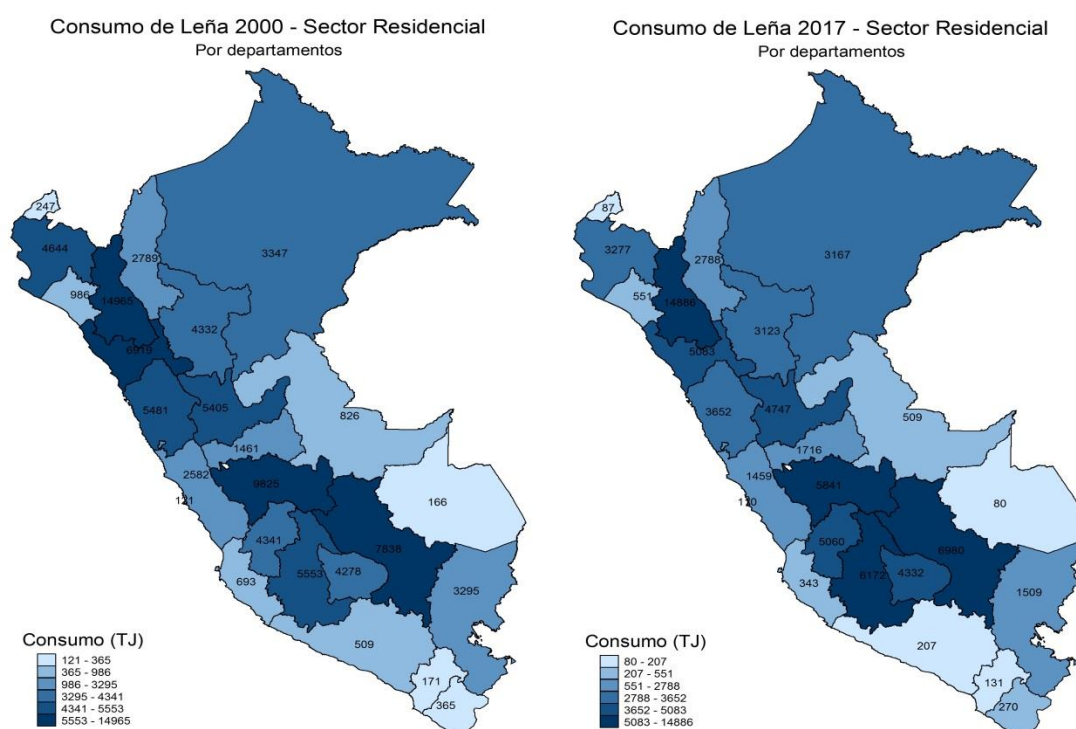 Consumo de Leña 2000 - Sector Residencial
Por departamentos
247
4644
2789
3347
986
14965
4332
6919
5481
5405
826
1461
2582
121
9825
166
4341
7838
693
5553
4278
3295
509
171
365
Consumo (TJ)
121 - 365
365 - 986
986 - 3295
3295 - 4341
4341 - 5553
5553 - 14965
Consumo de Leña 2017 - Sector Residencial
Por departamentos
87
3277
2788
3167
551
14886
3123
5083
3652
4747
509
1716
1459
5841
80
5060
6980
343
6172
4332
1509
207
131
270
Consumo (TJ)
80 - 207
207 - 551
551 - 2788
2788 - 3652
3652 - 5083
5083 - 14886